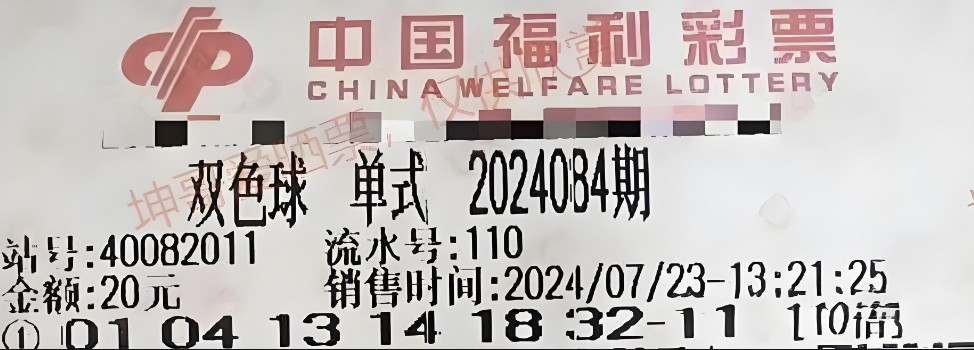 中国福利彩票
CHINA WELFARE LOTTERY
仅供欣赏
坤哥爱晒票
双色球 单式 2024084期
站号:40082011 流水号:110
金额:20元 销售时间:2024/07/23-13:21:25
① 01 04 13 14 18 32-11 [10倍]